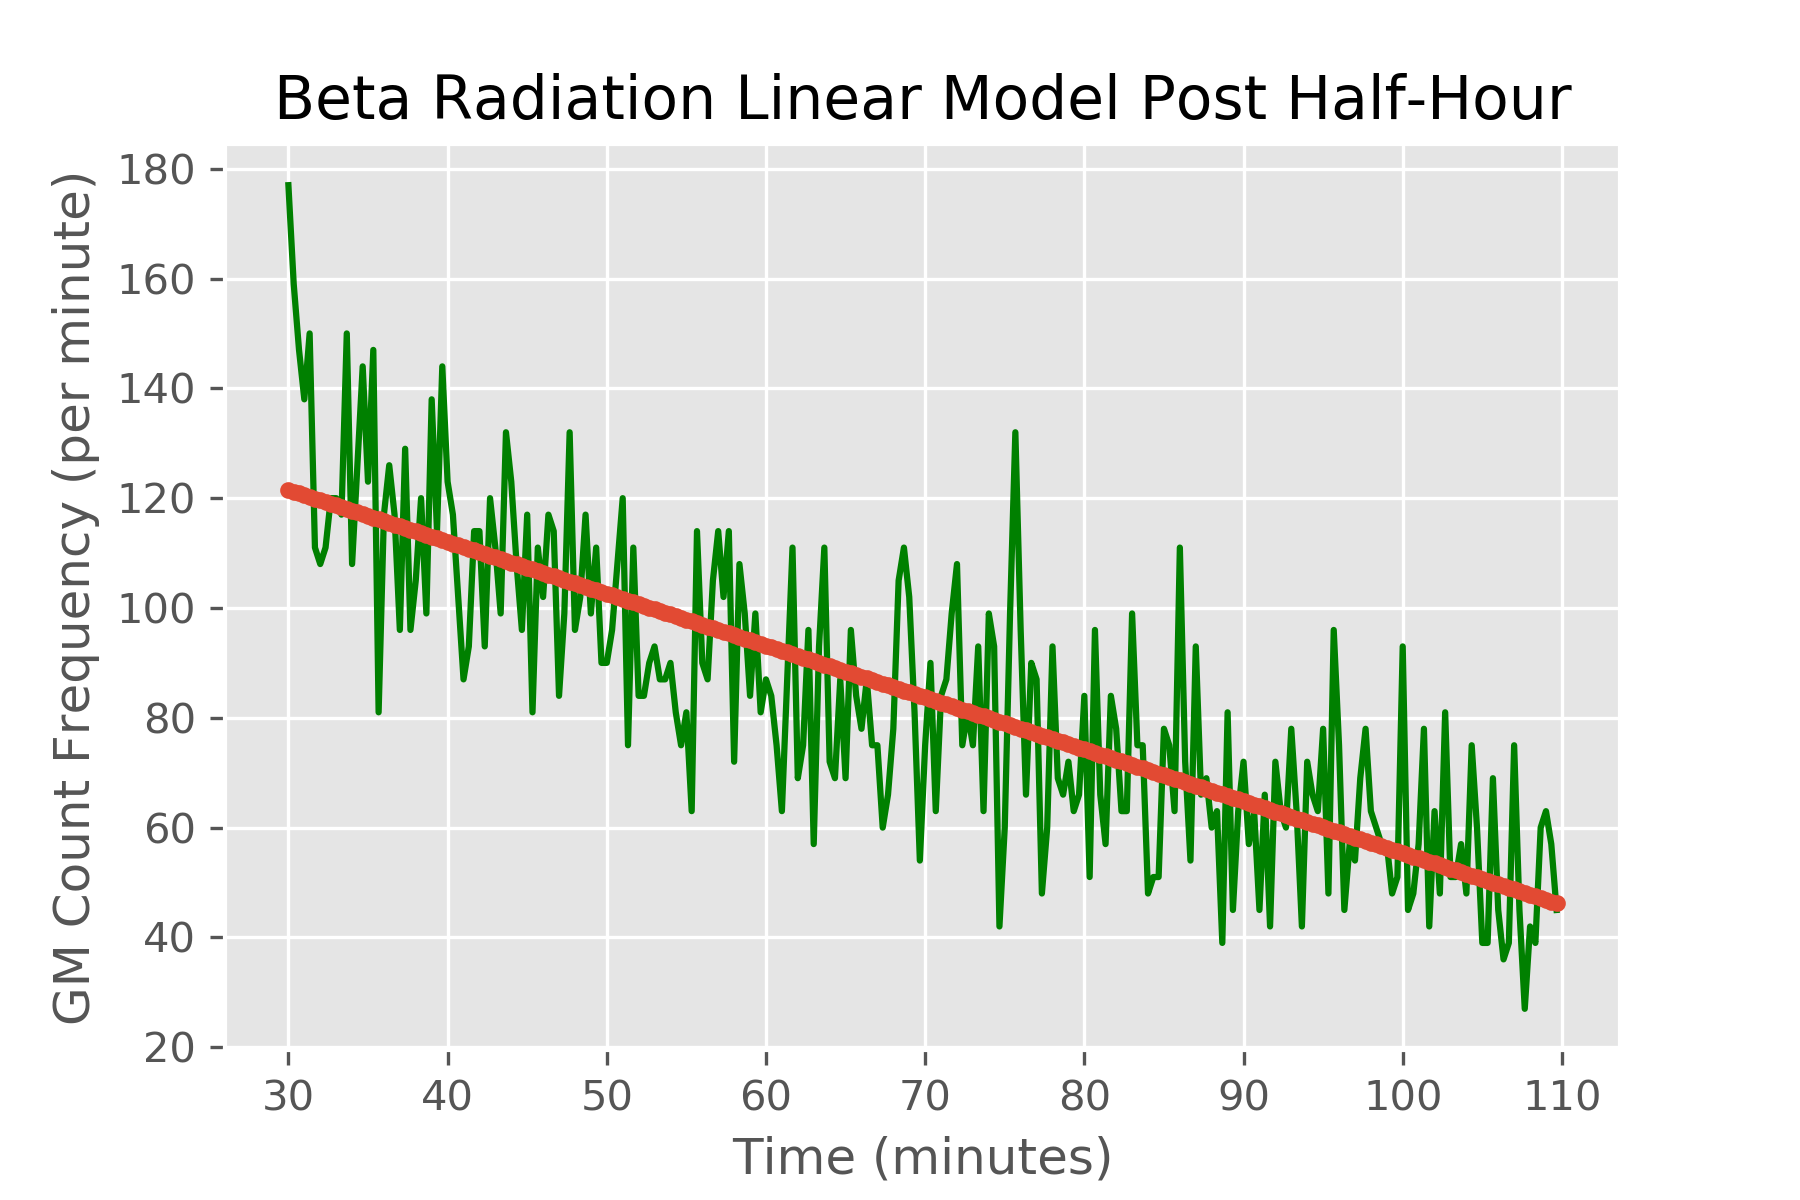 Beta Radiation Linear Model Post Half-Hour
GM Count Frequency (per minute)
180
160
140
120
100
80
60
40
20
30 40 50 60 70 80 90 100 110
Time (minutes)